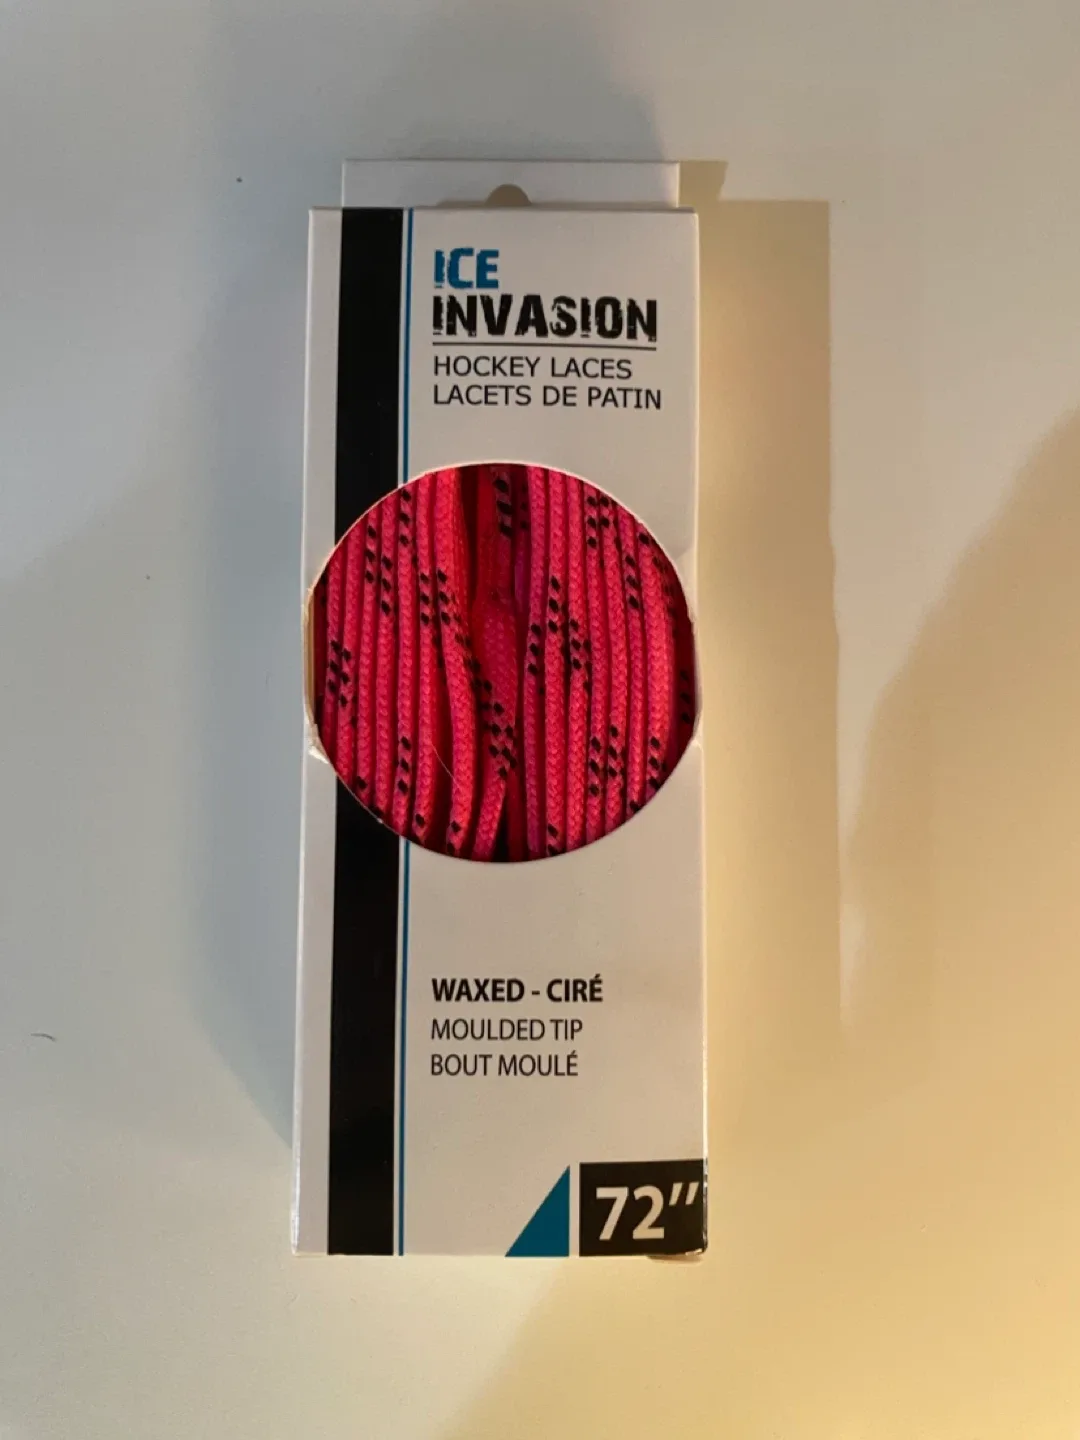 ICE
INVASION
HOCKEY LACES
LACETS DE PATIN
WAXED - CIRÉ
MOULDED TIP
BOUT MOULÉ
72"